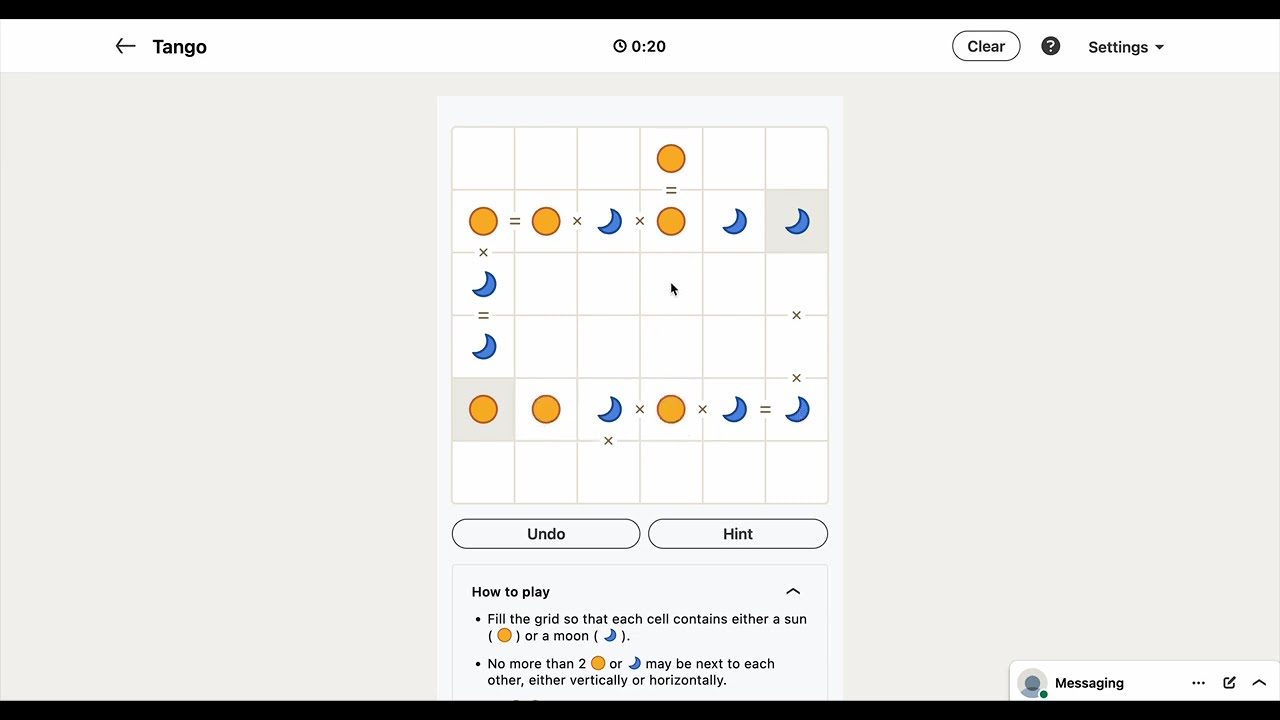 Tango
0:20
Clear
?
Settings
=
= × ×
×
= ×
×
× × =
×
Undo
Hint
How to play
• Fill the grid so that each cell contains either a sun
( ) or a moon ( ).
• No more than 2 or may be next to each
other, either vertically or horizontally.
Messaging